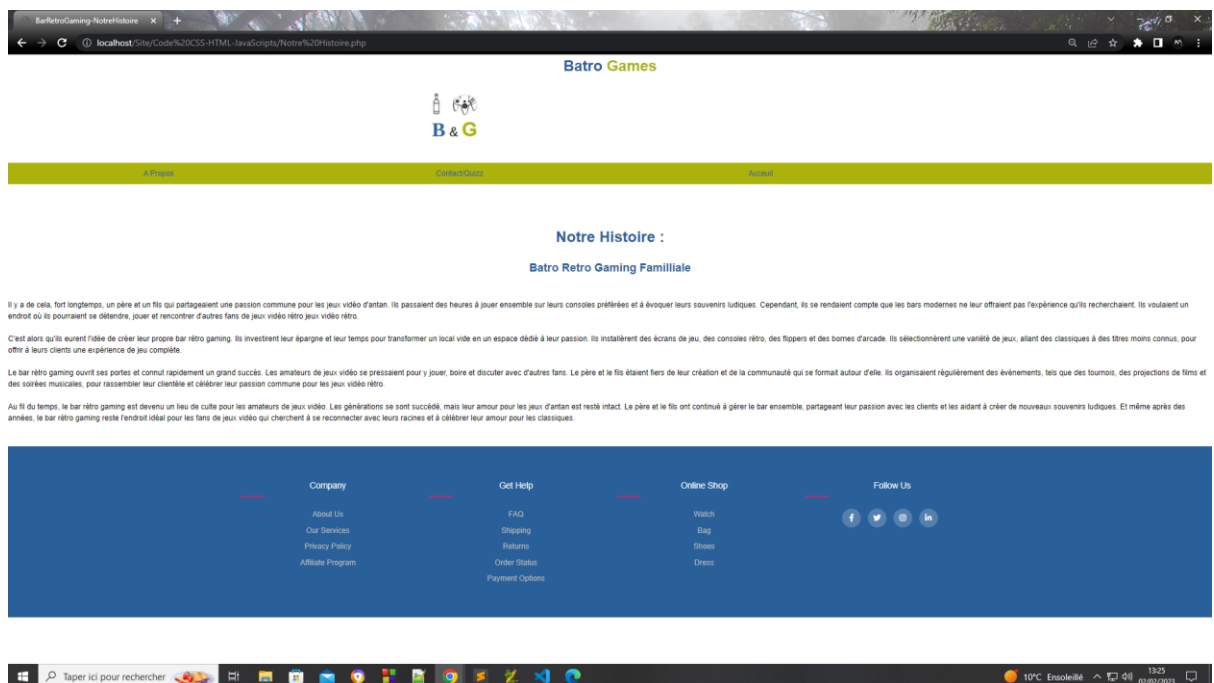 BarRetroGaming-NotreHistoire
localhost/Site/Code%20CSS-HTML-JavaScripts/Notre%20Histoire.php
Batro Games
B & G
A Propos Contact/Quizz Acceuil
Notre Histoire :
Batro Retro Gaming Familliale
Il y a de cela, fort longtemps, un père et un fils qui partageaient une passion commune pour les jeux vidéo d'antan. Ils passaient des heures à jouer ensemble sur leurs consoles préférées et à évoquer leurs souvenirs ludiques. Cependant, ils se rendaient compte que les bars modernes ne leur offraient pas l'expérience qu'ils recherchaient. Ils voulaient un
endroit où ils pourraient se détendre, jouer et rencontrer d'autres fans de jeux vidéo rétro jeux vidéo rétro.
C'est alors qu'ils eurent l'idée de créer leur propre bar rétro gaming. Ils investirent leur épargne et leur temps pour transformer un local vide en un espace dédié à leur passion. Ils installèrent des écrans de jeu, des consoles rétro, des flippers et des bornes d'arcade. Ils sélectionnèrent une variété de jeux, allant des classiques à des titres moins connus, pour
offrir à leurs clients une expérience de jeu complète.
Le bar rétro gaming ouvrit ses portes et connut rapidement un grand succès. Les amateurs de jeux vidéo se pressaient pour y jouer, boire et discuter avec d'autres fans. Le père et le fils étaient fiers de leur création et de la communauté qui se formait autour d'elle. Ils organisaient régulièrement des évènements, tels que des tournois, des projections de films et
des soirées musicales, pour rassembler leur clientèle et célébrer leur passion commune pour les jeux vidéo rétro.
Au fil du temps, le bar rétro gaming est devenu un lieu de culte pour les amateurs de jeux vidéo. Les générations se sont succédé, mais leur amour pour les jeux d'antan est resté intact. Le père et le fils ont continué à gérer le bar ensemble, partageant leur passion avec les clients et les aidant à créer de nouveaux souvenirs ludiques. Et même après des
années, le bar rétro gaming reste l'endroit idéal pour les fans de jeux vidéo qui cherchent à se reconnecter avec leurs racines et à célébrer leur amour pour les classiques.
Company Get Help Online Shop Follow Us
About Us FAQ Watch
Our Services Shipping Bag
Privacy Policy Returns Shoes
Affiliate Program Order Status Dress
Payment Options
Taper ici pour rechercher 10°C Ensoleillé 13:25
02/02/2023